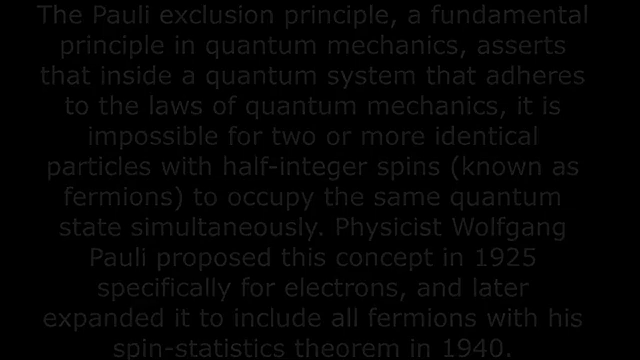 The Pauli exclusion principle, a fundamental
principle in quantum mechanics, asserts
that inside a quantum system that adheres
to the laws of quantum mechanics, it is
impossible for two or more identical
particles with half-integer spins (known as
fermions) to occupy the same quantum
state simultaneously. Physicist Wolfgang
Pauli proposed this concept in 1925
specifically for electrons, and later
expanded it to include all fermions with his
spin-statistics theorem in 1940.